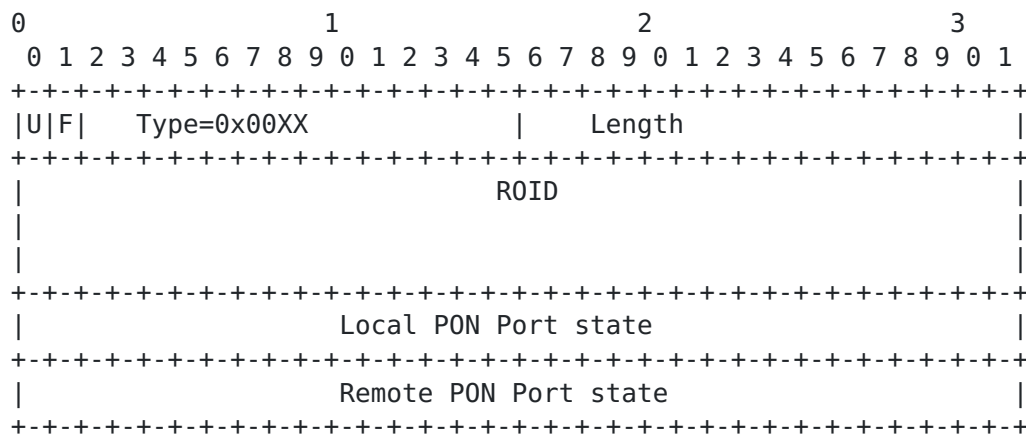 0                   1                   2                   3
 0 1 2 3 4 5 6 7 8 9 0 1 2 3 4 5 6 7 8 9 0 1 2 3 4 5 6 7 8 9 0 1
+-+-+-+-+-+-+-+-+-+-+-+-+-+-+-+-+-+-+-+-+-+-+-+-+-+-+-+-+-+-+-+-+
|U|F|   Type=0x00XX             |    Length                     |
+-+-+-+-+-+-+-+-+-+-+-+-+-+-+-+-+-+-+-+-+-+-+-+-+-+-+-+-+-+-+-+-+
|                              ROID                             |
|                                                               |
|                                                               |
+-+-+-+-+-+-+-+-+-+-+-+-+-+-+-+-+-+-+-+-+-+-+-+-+-+-+-+-+-+-+-+-+
|                    Local PON Port state                       |
+-+-+-+-+-+-+-+-+-+-+-+-+-+-+-+-+-+-+-+-+-+-+-+-+-+-+-+-+-+-+-+-+
|                    Remote PON Port state                      |
+-+-+-+-+-+-+-+-+-+-+-+-+-+-+-+-+-+-+-+-+-+-+-+-+-+-+-+-+-+-+-+-+